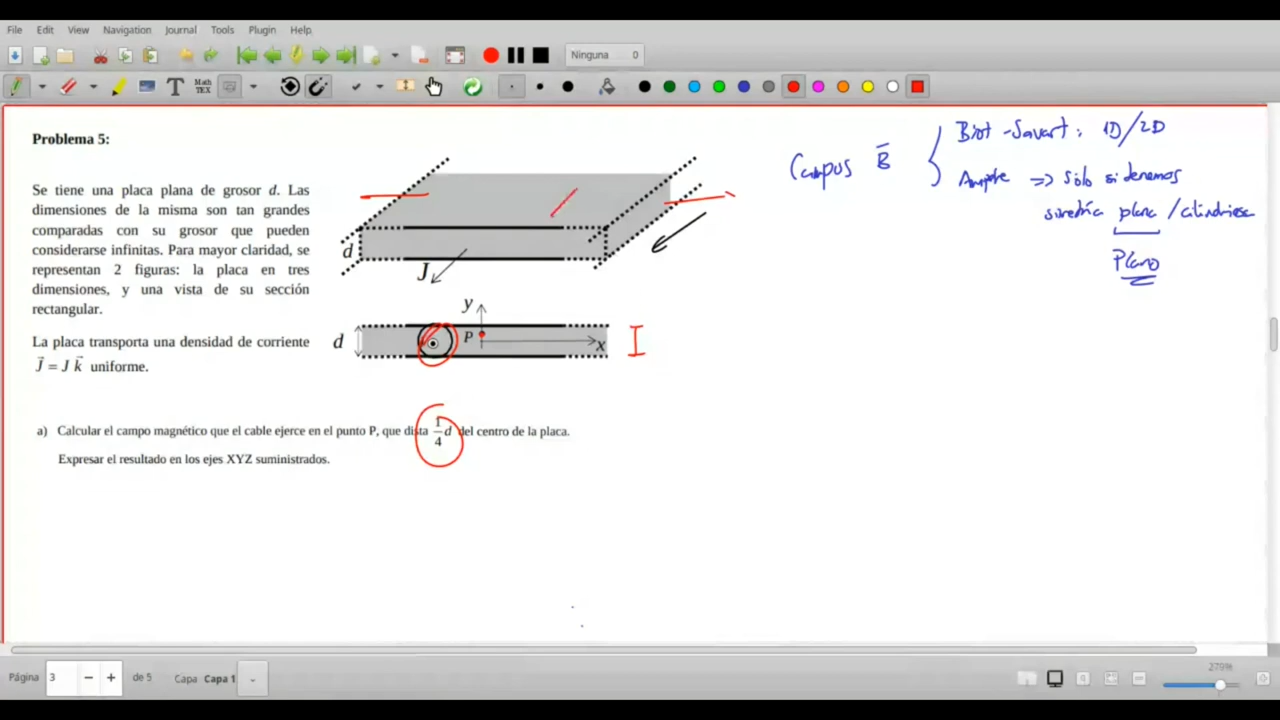 File Edit View Navigation Journal Tools Plugin Help
Ninguna 0
T Math TEX
Problema 5:
Se tiene una placa plana de grosor d. Las
dimensiones de la misma son tan grandes
comparadas con su grosor que pueden
considerarse infinitas. Para mayor claridad, se
representan 2 figuras: la placa en tres
dimensiones, y una vista de su sección
rectangular.
La placa transporta una densidad de corriente
J = J k uniforme.
d
J
y
d
P
x
I
a) Calcular el campo magnético que el cable ejerce en el punto P, que dista 1/4 d del centro de la placa.
Expresar el resultado en los ejes XYZ suministrados.
Campos B
Biot-Savart: 1D/2D
Ampère => Sólo si tenemos
simetría plana / cilíndrica
Plano
Página 3 de 5 Capa Capa 1
279%